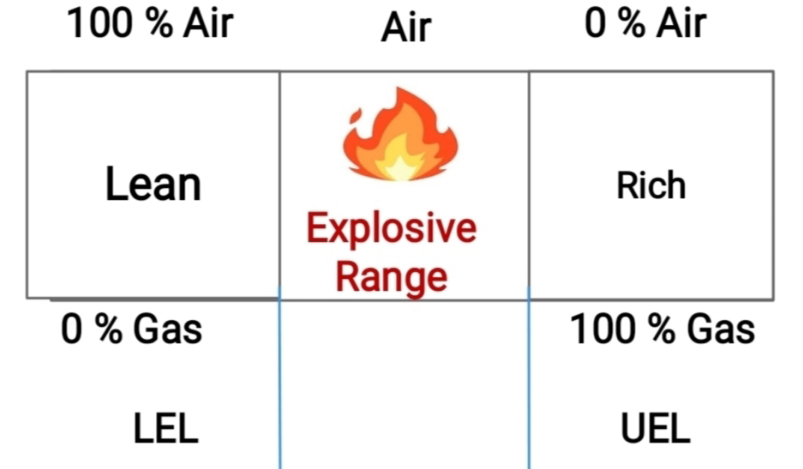 100 % Air
Air
0 % Air
Lean
Explosive
Range
Rich
0 % Gas
100 % Gas
LEL
UEL